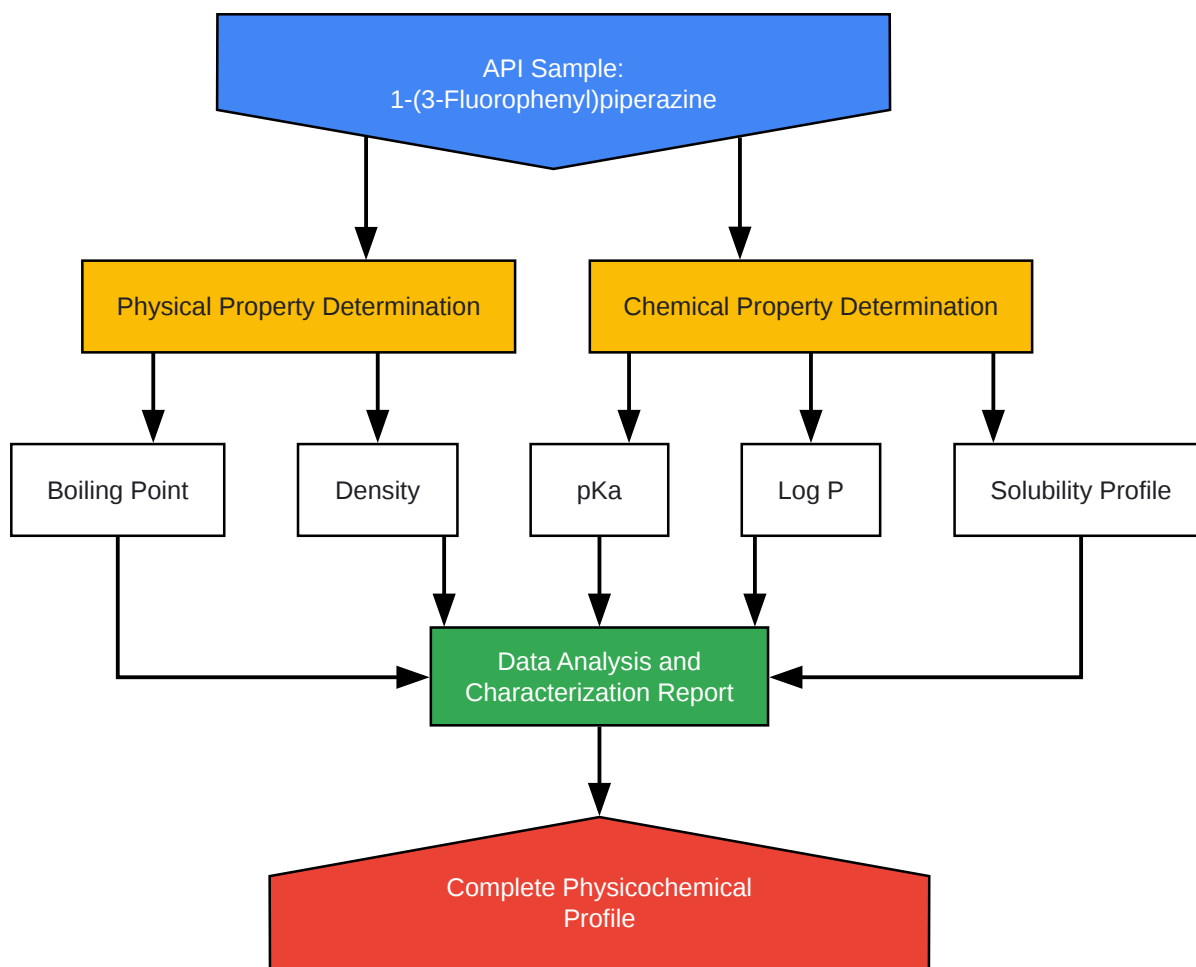 API Sample:
1-(3-Fluorophenyl)piperazine
Physical Property Determination
Chemical Property Determination
Boiling Point
Density
pKa
Log P
Solubility Profile
Data Analysis and
Characterization Report
Complete Physicochemical
Profile